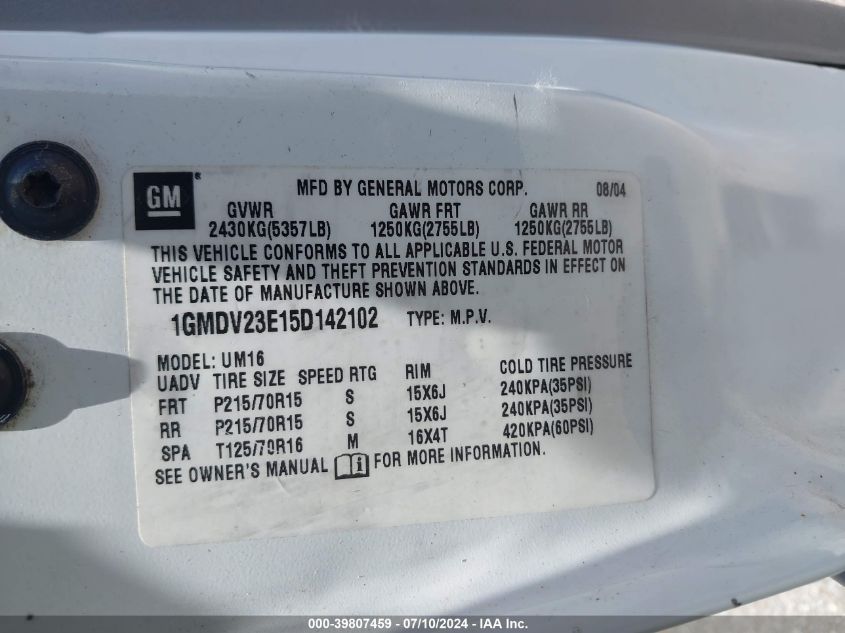 GM ® MFD BY GENERAL MOTORS CORP. 08/04
GVWR GAWR FRT GAWR RR
2430KG(5357LB) 1250KG(2755LB) 1250KG(2755LB)
THIS VEHICLE CONFORMS TO ALL APPLICABLE U.S. FEDERAL MOTOR
VEHICLE SAFETY AND THEFT PREVENTION STANDARDS IN EFFECT ON
THE DATE OF MANUFACTURE SHOWN ABOVE.
1GMDV23E15D142102 TYPE: M.P.V.
MODEL: UM16
UADV TIRE SIZE SPEED RTG RIM COLD TIRE PRESSURE
FRT P215/70R15 S 15X6J 240KPA(35PSI)
RR P215/70R15 S 15X6J 240KPA(35PSI)
SPA T125/70R16 M 16X4T 420KPA(60PSI)
SEE OWNER'S MANUAL i FOR MORE INFORMATION.
000-39807459 - 07/10/2024 - IAA Inc.